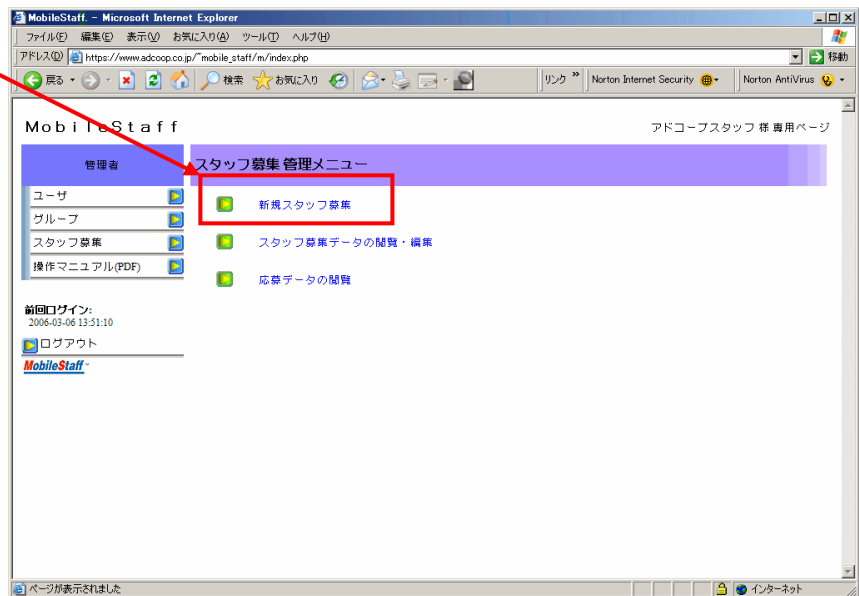 MobileStaff. - Microsoft Internet Explorer
ファイル(F) 編集(E) 表示(V) お気に入り(A) ツール(T) ヘルプ(H)
アドレス(D) https://www.adcoop.co.jp/~mobile_staff/m/index.php 移動
戻る 検索 お気に入り リンク » Norton Internet Security Norton AntiVirus
MobileStaff
アドコープスタッフ 様 専用ページ
管理者
スタッフ募集 管理メニュー
ユーザ
グループ
スタッフ募集
操作マニュアル(PDF)
新規スタッフ募集
スタッフ募集データの閲覧・編集
応募データの閲覧
前回ログイン:
2006-03-06 13:51:10
ログアウト
MobileStaff
ページが表示されました
インターネット